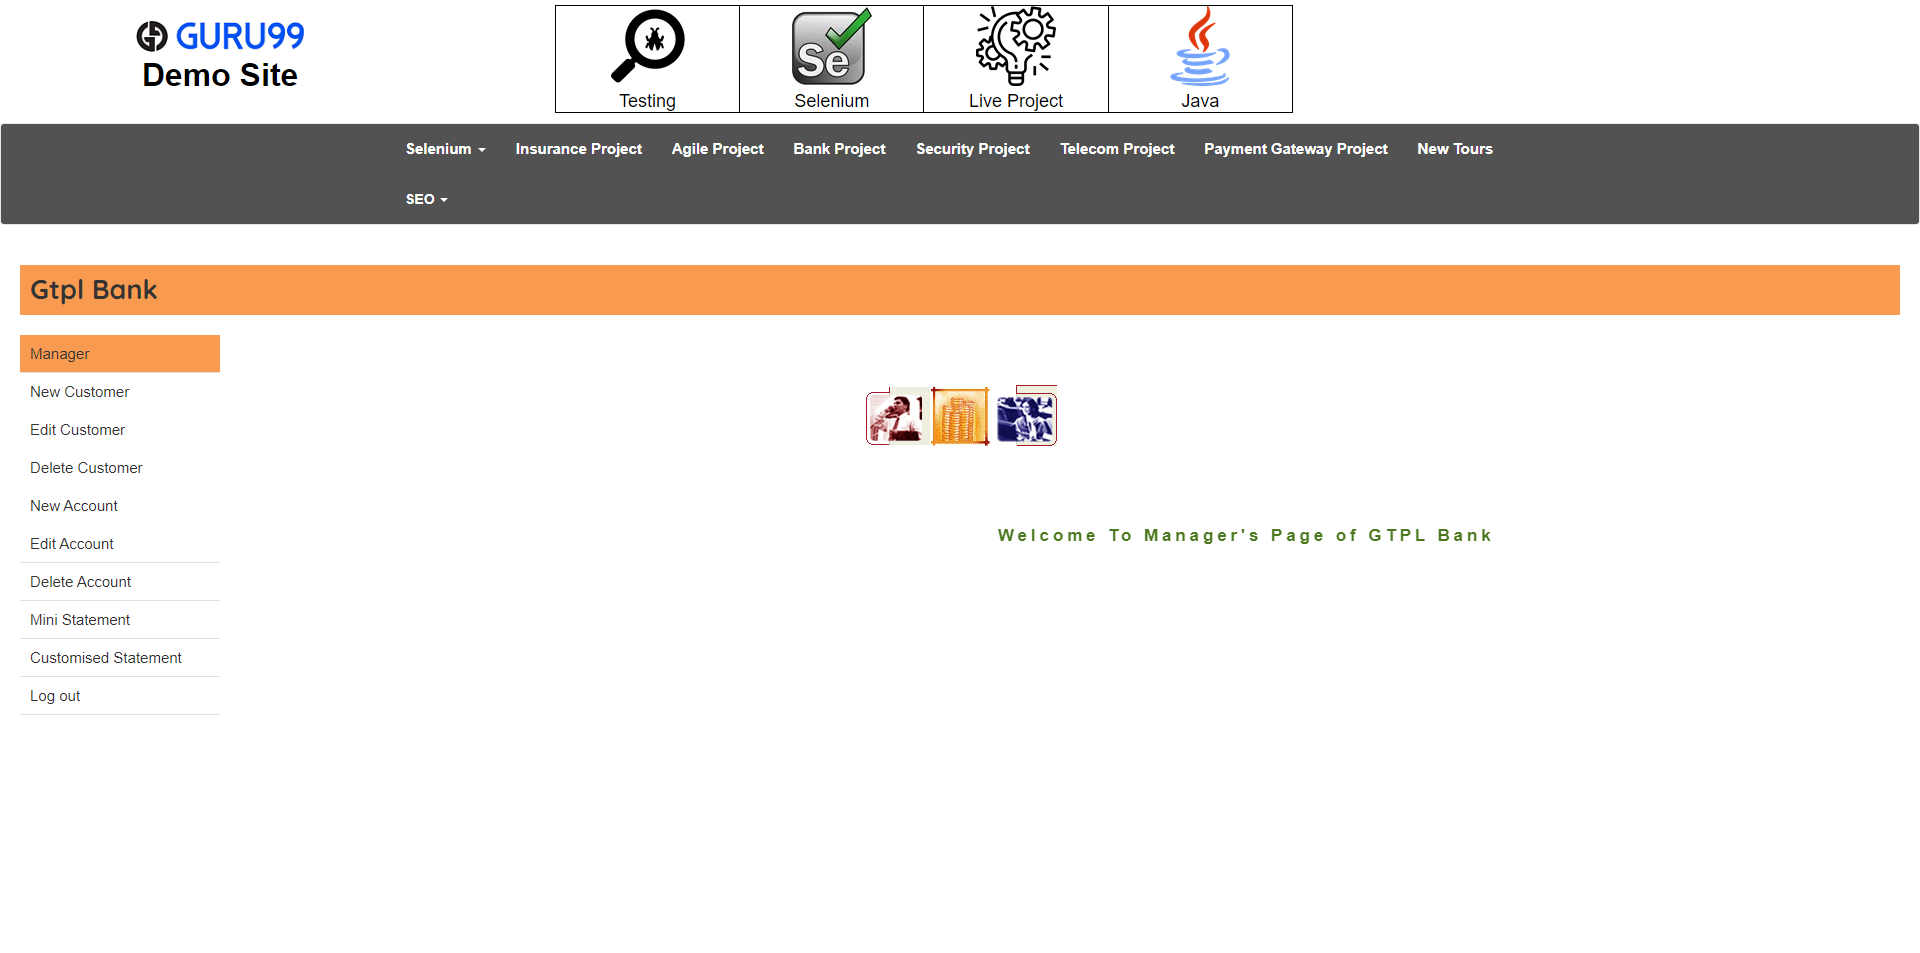 GURU99
Demo Site
Testing
Se
Selenium
Live Project
Java
Selenium
Insurance Project
Agile Project
Bank Project
Security Project
Telecom Project
Payment Gateway Project
New Tours
SEO
Gtpl Bank
Manager
New Customer
Edit Customer
Delete Customer
New Account
Edit Account
Delete Account
Mini Statement
Customised Statement
Log out
Welcome To Manager's Page of GTPL Bank